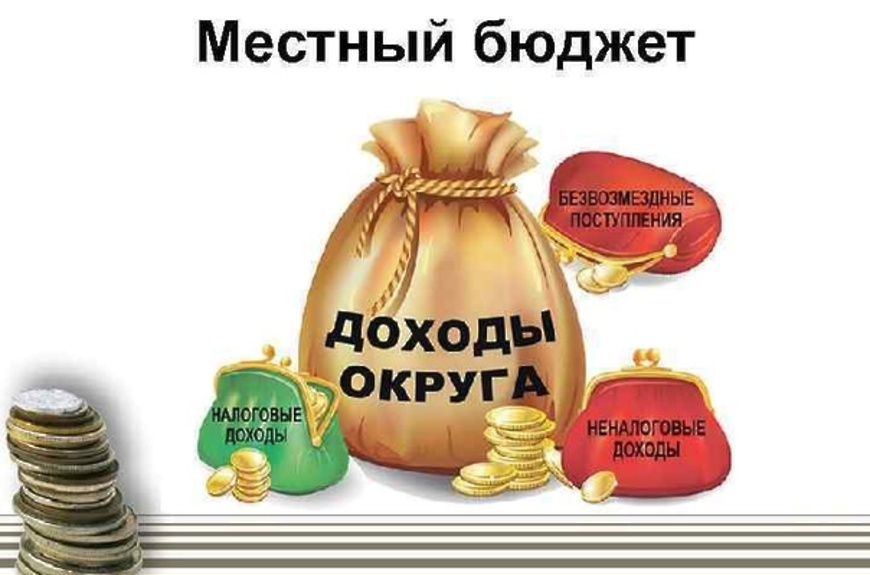 Местный бюджет
БЕЗВОЗМЕЗДНЫЕ
ПОСТУПЛЕНИЯ
ДОХОДЫ
ОКРУГА
НАЛОГОВЫЕ
ДОХОДЫ
НЕНАЛОГОВЫЕ
ДОХОДЫ